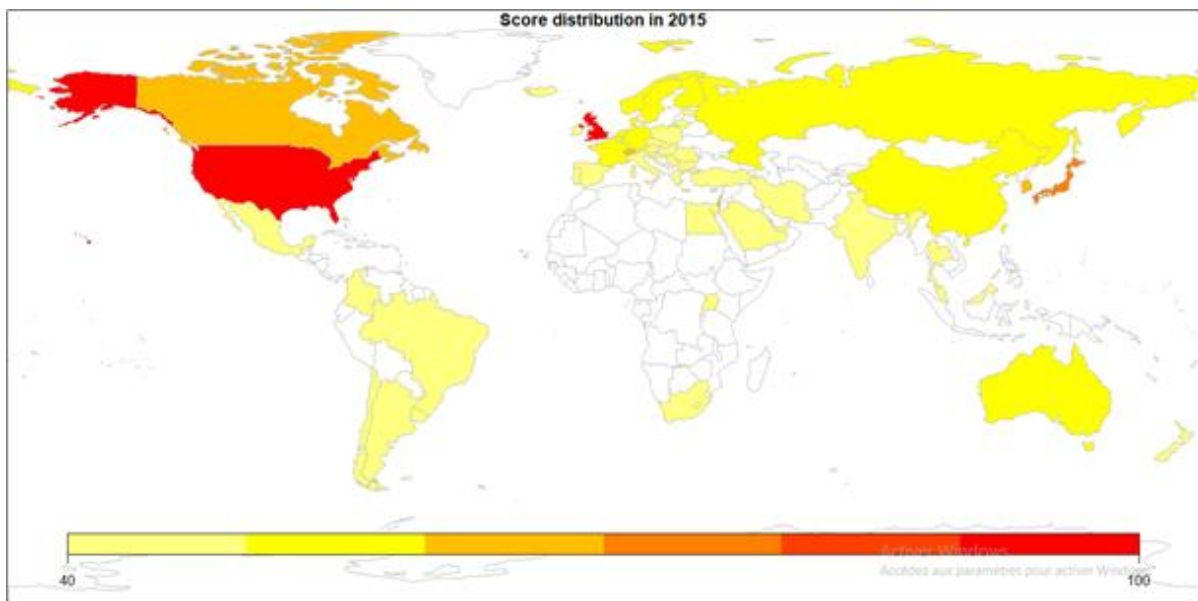 Score distribution in 2015
Activer Windows
Accédez aux paramètres pour activer Windows
40
100